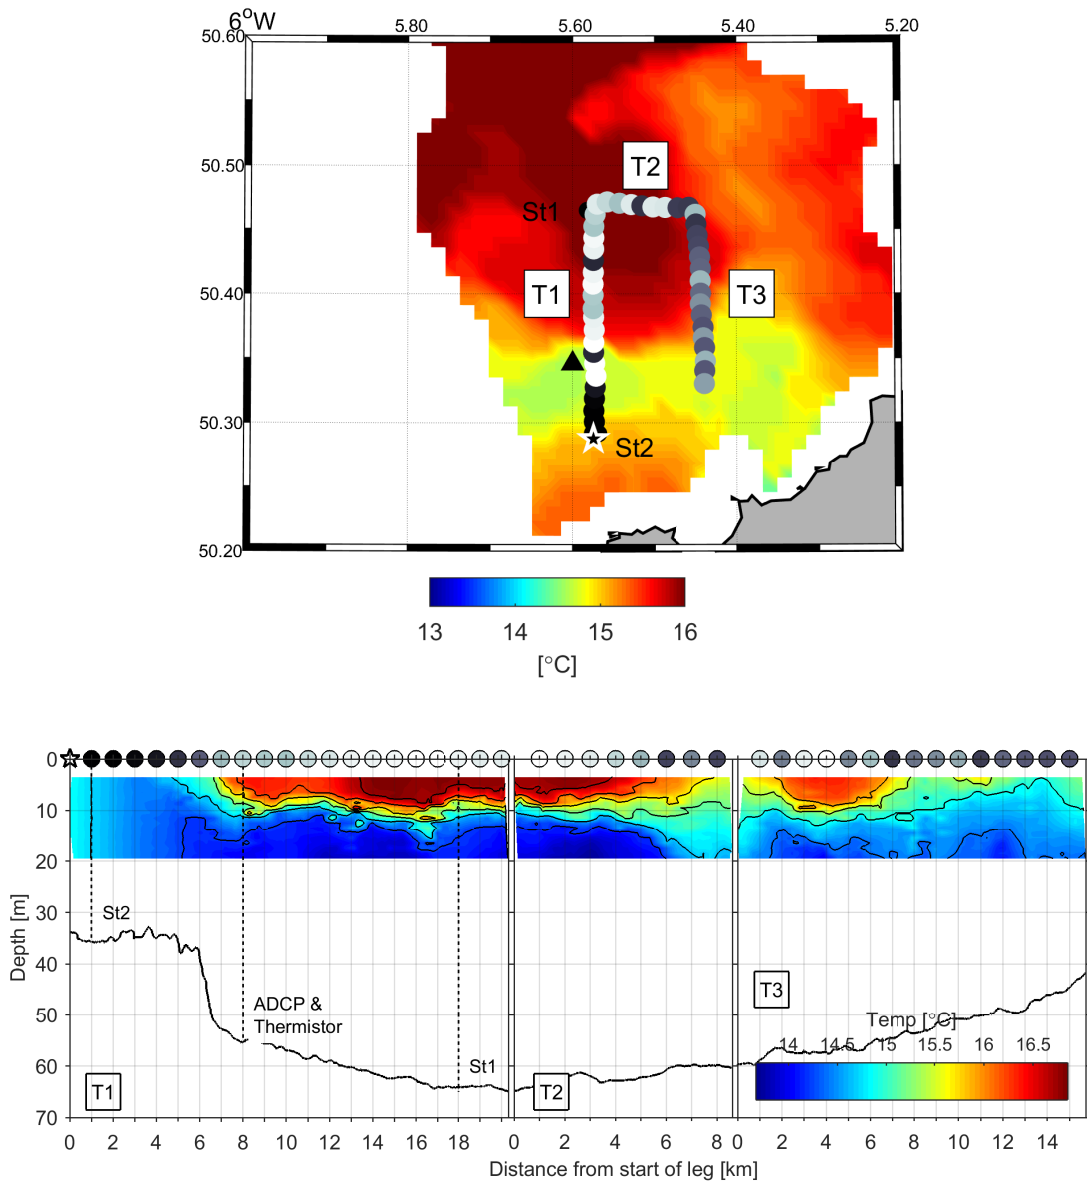 6°W 5.80 5.60 5.40 5.20
50.60
50.50
T2
St1
50.40
T1 T3
50.30
St2
50.20
13 14 15 16
[°C]
0
10
20
30
40
50
60
70
Depth [m]
St2
ADCP &
Thermistor
St1
T1
T2
T3
Temp [°C]
14 14.5 15 15.5 16 16.5
0 2 4 6 8 10 12 14 16 18 0 2 4 6 8 0 2 4 6 8 10 12 14
Distance from start of leg [km]